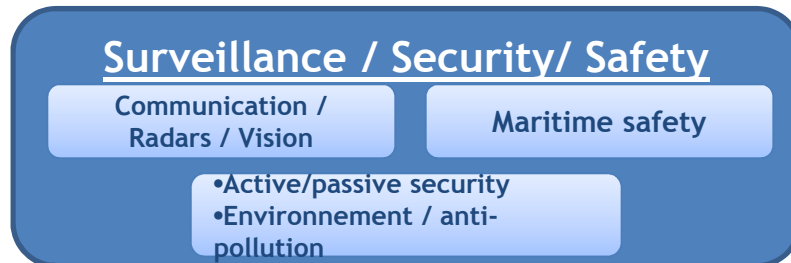 Surveillance / Security/ Safety
Communication /
Radars / Vision
Maritime safety
•Active/passive security
•Environnement / anti-
pollution